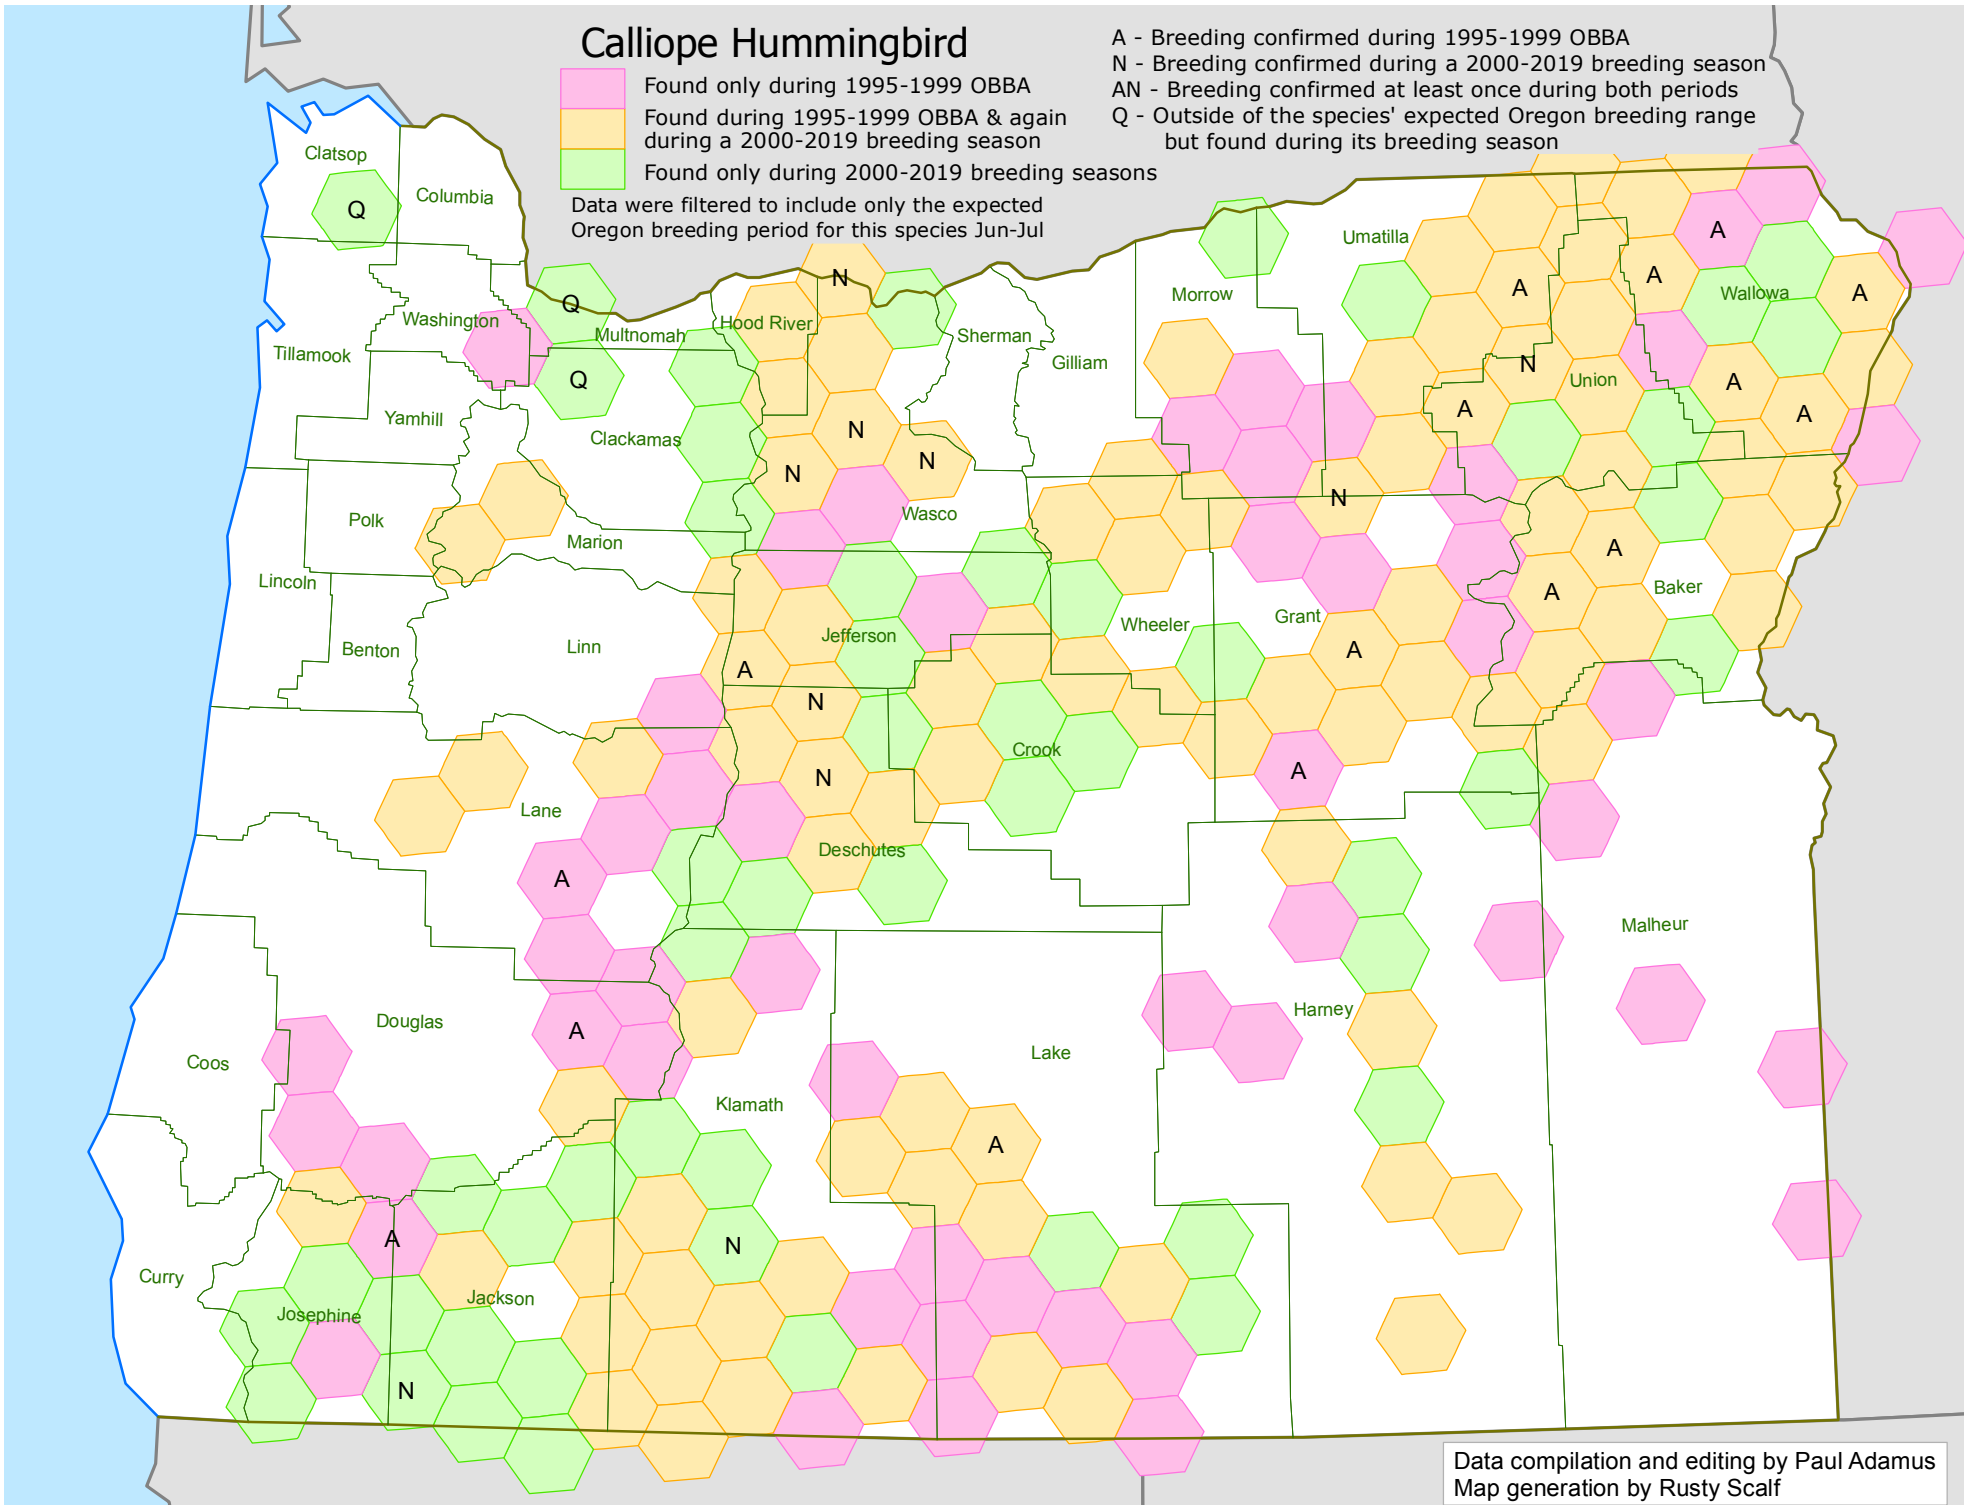 Calliope Hummingbird
Found only during 1995-1999 OBBA
Found during 1995-1999 OBBA & again
during a 2000-2019 breeding season
Found only during 2000-2019 breeding seasons
Data were filtered to include only the expected
Oregon breeding period for this species Jun-Jul
A - Breeding confirmed during 1995-1999 OBBA
N - Breeding confirmed during a 2000-2019 breeding season
AN - Breeding confirmed at least once during both periods
Q - Outside of the species' expected Oregon breeding range
but found during its breeding season
Clatsop
Columbia
Q
Umatilla
A
N
Q
A
A
A
Morrow
Wallowa
Washington
Multnomah
Hood River
Sherman
Tillamook
Gilliam
N
Q
Union
A
A
A
Yamhill
Clackamas
N
N
N
N
Polk
Wasco
Marion
A
Lincoln
A
Baker
Benton
Linn
Jefferson
Wheeler
Grant
A
A
N
Crook
N
A
Lane
Deschutes
A
Malheur
Douglas
A
Harney
Coos
Lake
Klamath
A
A
N
Curry
Josephine
Jackson
N
Data compilation and editing by Paul Adamus
Map generation by Rusty Scalf